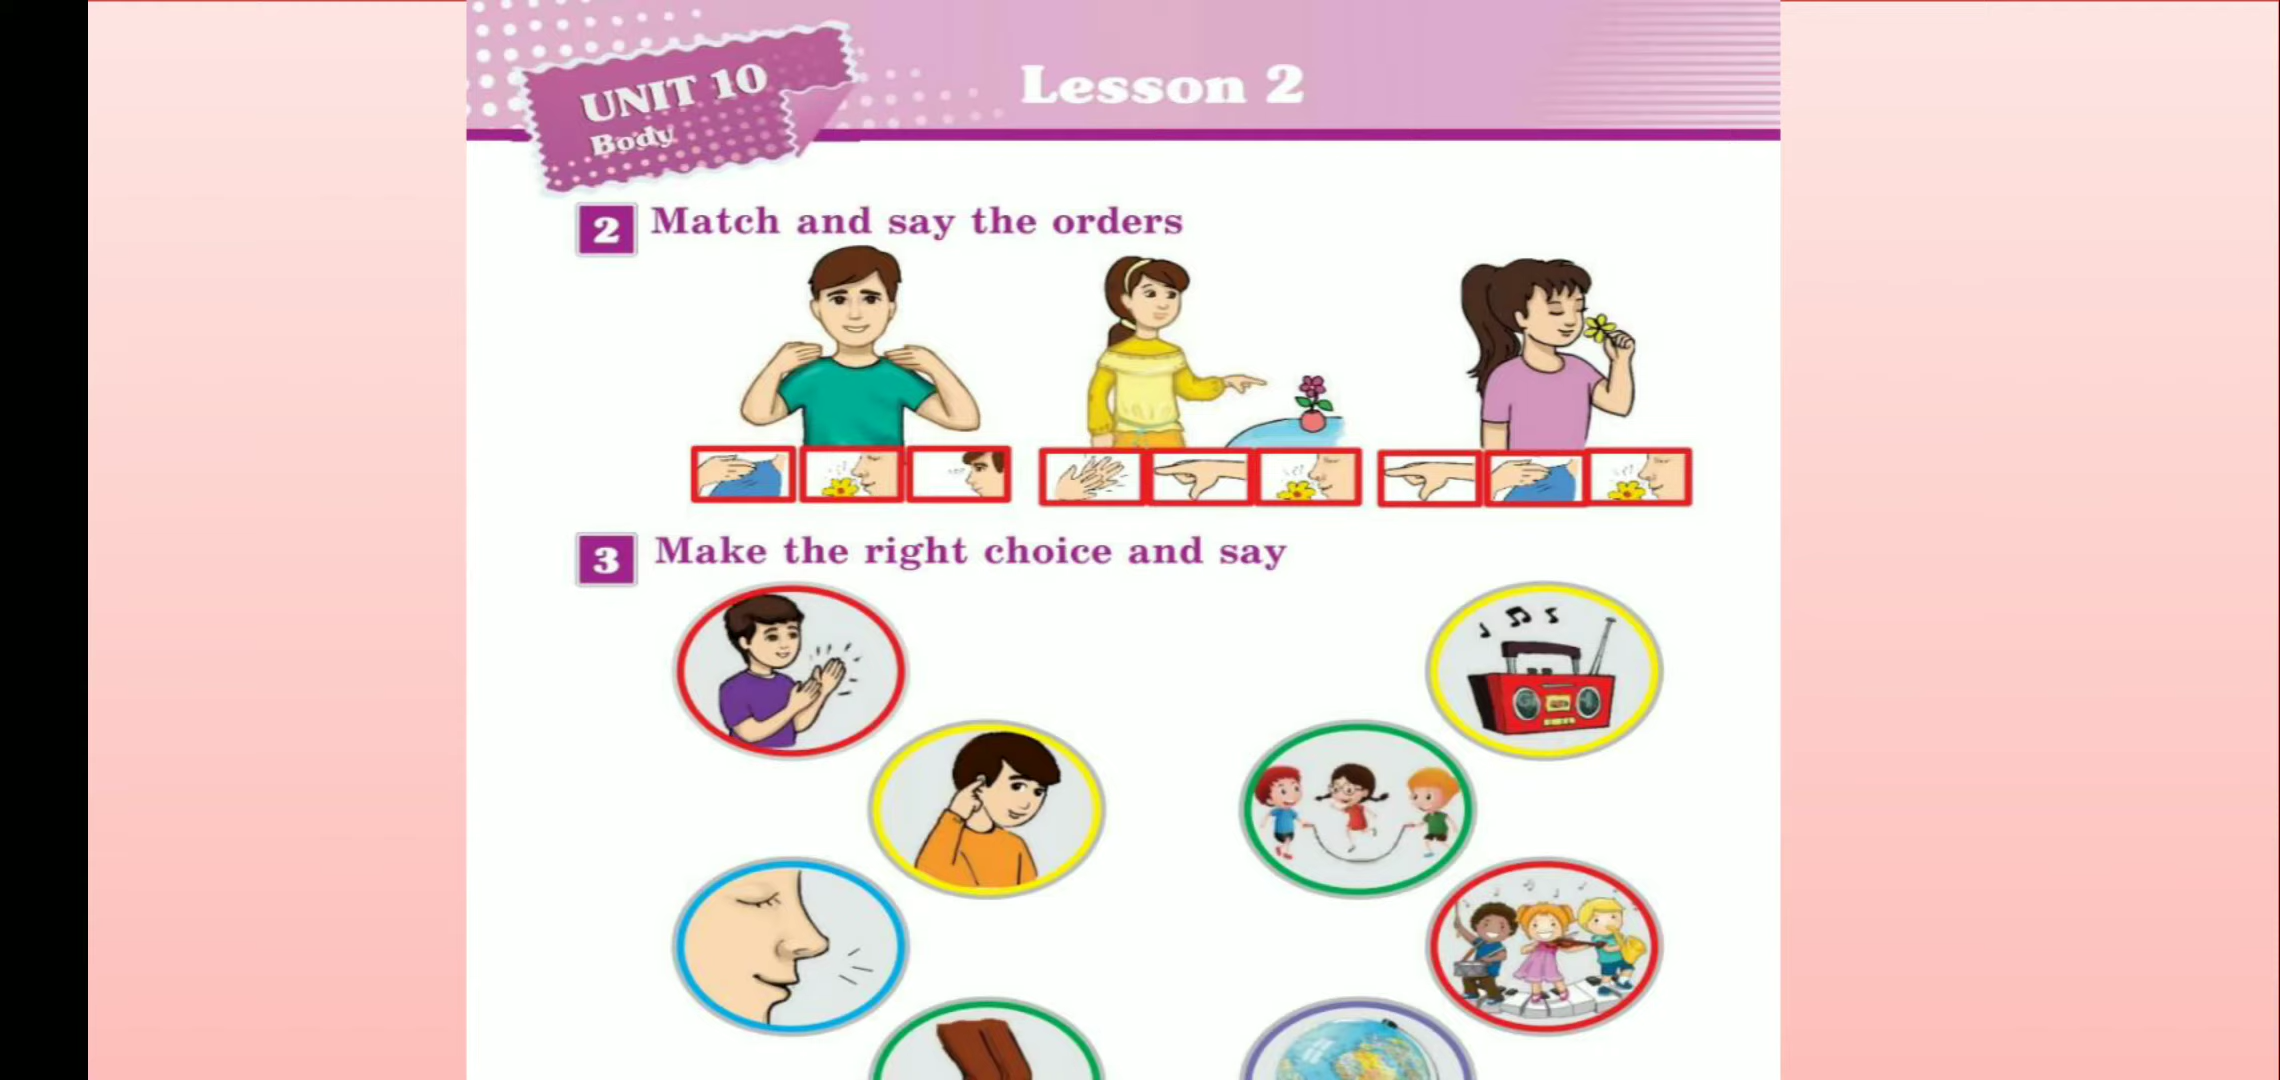 UNIT 10
Body
Lesson 2
2 Match and say the orders
3 Make the right choice and say